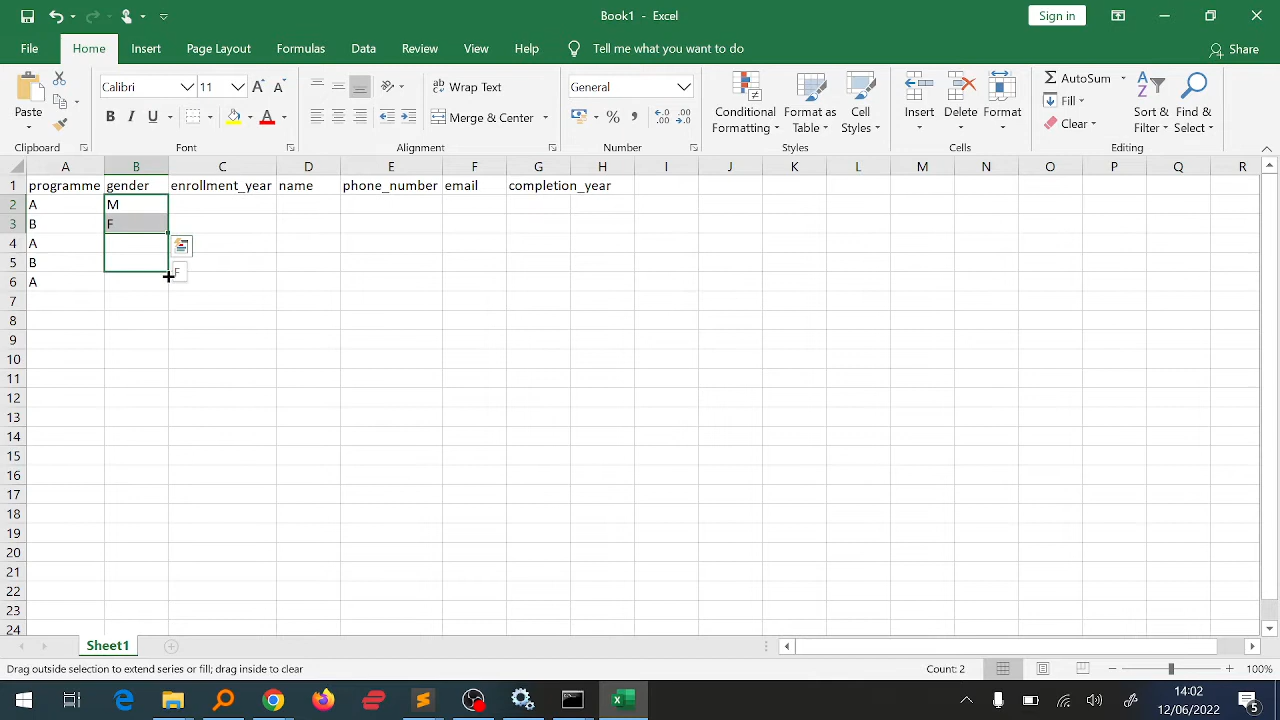 Book1 - Excel
Sign in
File Home Insert Page Layout Formulas Data Review View Help Tell me what you want to do Share
Calibri 11 Wrap Text General AutoSum
Paste B I U Merge & Center % Conditional Formatting Format as Table Cell Styles Insert Delete Format Fill Clear Sort & Filter Find & Select
Clipboard Font Alignment Number Styles Cells Editing
A B C D E F G H I J K L M N O P Q R
1 programme gender enrollment_year name phone_number email completion_year
2 A M
3 B F
4 A
5 B
F
6 A
7
8
9
10
11
12
13
14
15
16
17
18
19
20
21
22
23
24
Sheet1
Drag outside selection to extend series or fill; drag inside to clear Count: 2 100%
14:02
12/06/2022
5